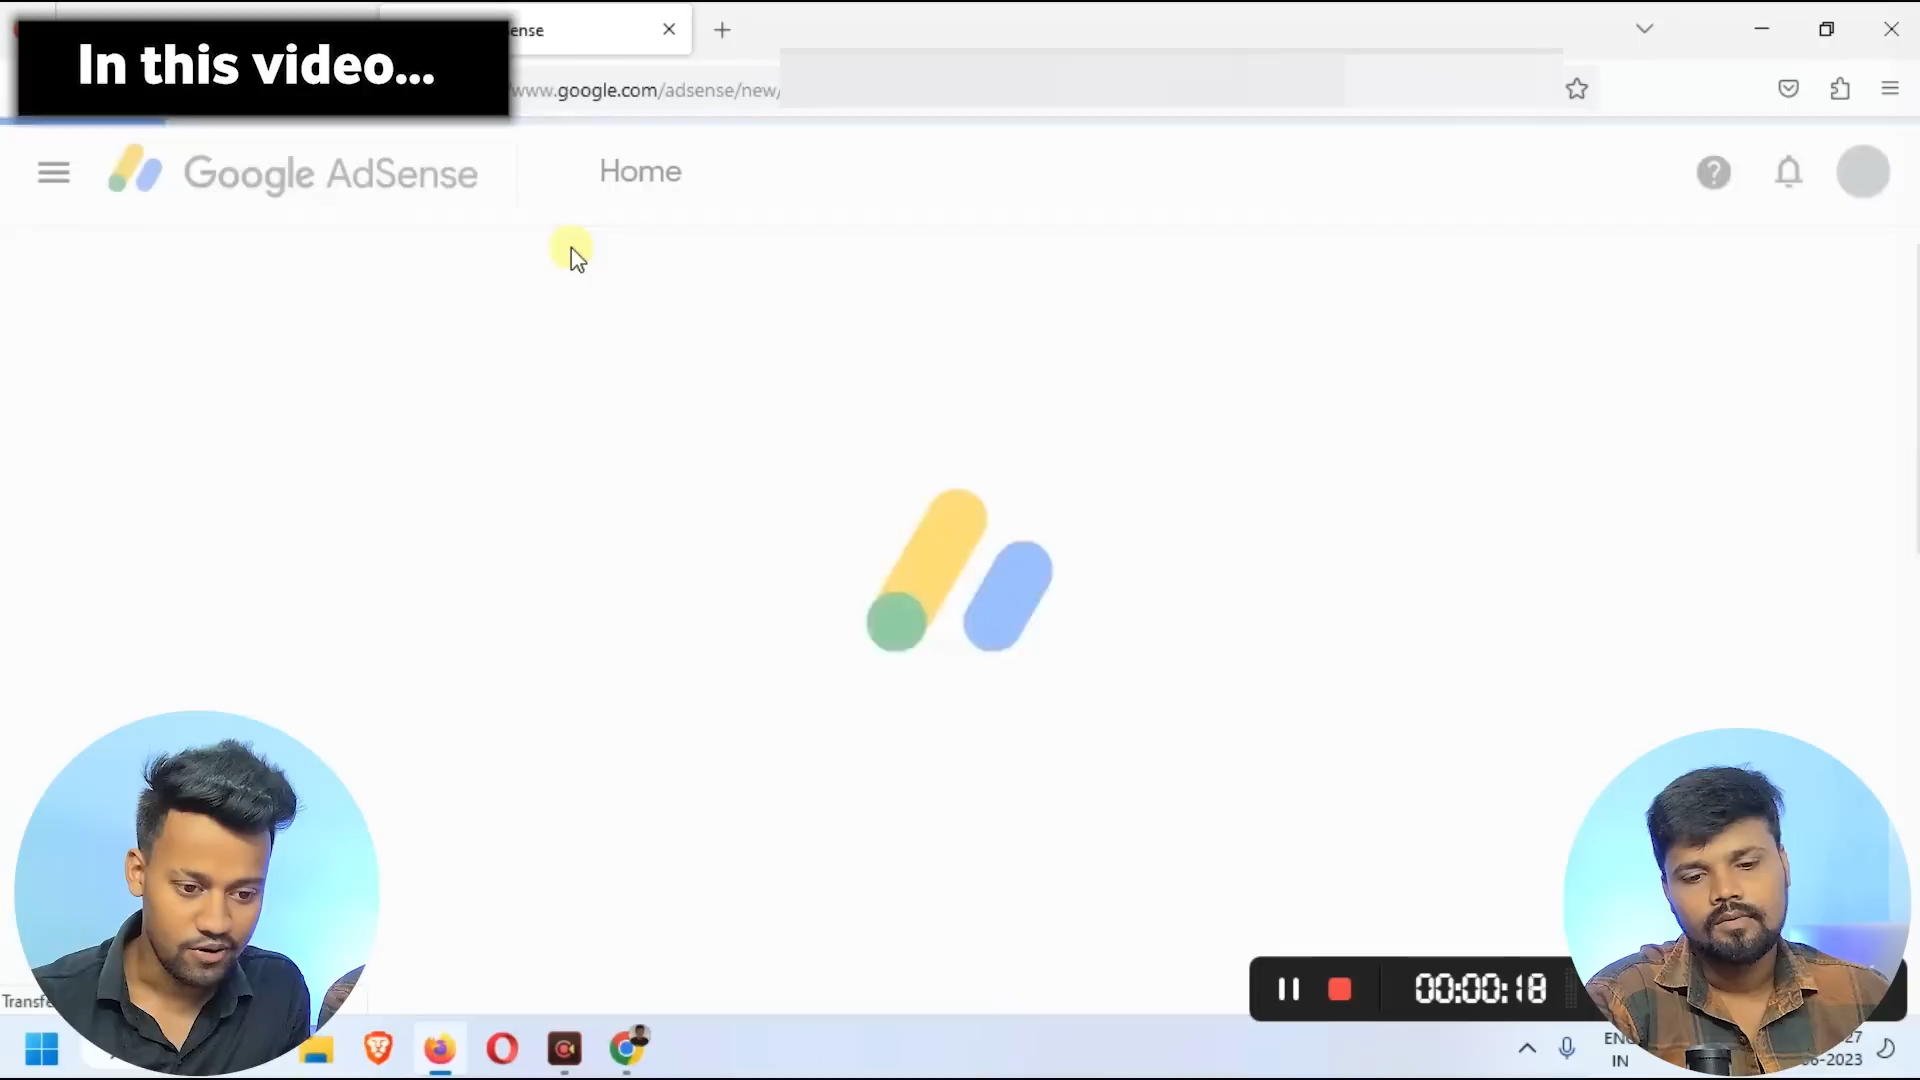 In this video...
ense
www.google.com/adsense/new/
Google AdSense
Home
Transfe
00:00:18
ENG
IN
27
-2023